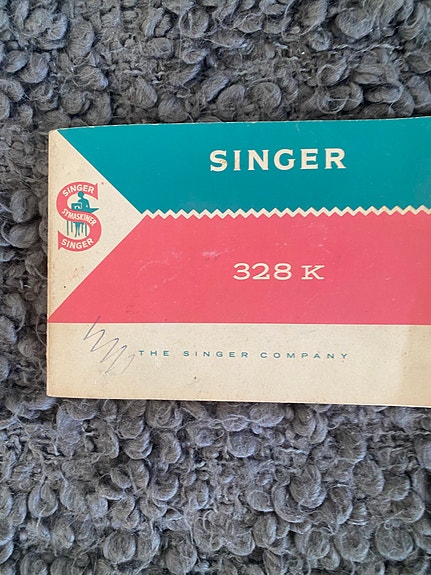 SINGER
SINGER
SYMASKINER
SINGER
328 K
THE SINGER COMPANY